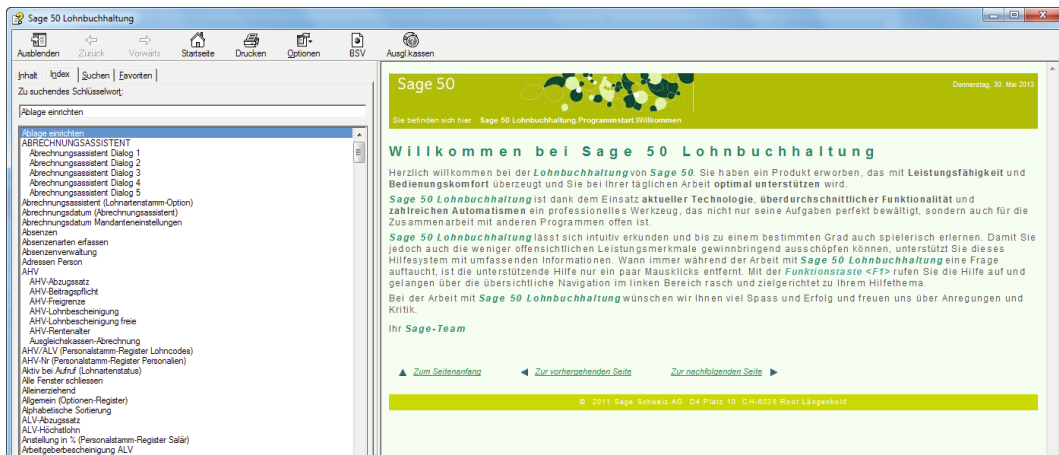 Sage 50 Lohnbuchhaltung
Ausblenden Zurück Vorwärts Startseite Drucken Optionen BSV Ausgl.kassen
Inhalt Index Suchen Favoriten
Zu suchendes Schlüsselwort:
Ablage einrichten
Ablage einrichten
ABRECHNUNGSASSISTENT
Abrechnungsassistent Dialog 1
Abrechnungsassistent Dialog 2
Abrechnungsassistent Dialog 3
Abrechnungsassistent Dialog 4
Abrechnungsassistent Dialog 5
Abrechnungsassistent (Lohnartenstamm-Option)
Abrechnungsdatum (Abrechnungsassistent)
Abrechnungsdatum Mandanteneinstellungen
Absenzen
Absenzenarten erfassen
Absenzenverwaltung
Adressen Person
AHV
AHV-Abzugssatz
AHV-Beitragspflicht
AHV-Freigrenze
AHV-Lohnbescheinigung
AHV-Lohnbescheinigung freie
AHV-Rentenalter
Ausgleichskassen-Abrechnung
AHV/ALV (Personalstamm-Register Lohncodes)
AHV-Nr (Personalstamm-Register Personalien)
Aktiv bei Aufruf (Lohnartenstatus)
Alle Fenster schliessen
Alleinerziehend
Allgemein (Optionen-Register)
Alphabetische Sortierung
ALV-Abzugssatz
ALV-Höchstlohn
Anstellung in % (Personalstamm-Register Salär)
Arbeitgeberbescheinigung ALV
Sage 50
Donnerstag, 30. Mai 2013
Sie befinden sich hier: Sage 50 Lohnbuchhaltung.Programmstart.Willkommen
Willkommen bei Sage 50 Lohnbuchhaltung
Herzlich willkommen bei der Lohnbuchhaltung von Sage 50. Sie haben ein Produkt erworben, das mit Leistungsfähigkeit und
Bedienungskomfort überzeugt und Sie bei Ihrer täglichen Arbeit optimal unterstützen wird.
Sage 50 Lohnbuchhaltung ist dank dem Einsatz aktueller Technologie, überdurchschnittlicher Funktionalität und
zahlreichen Automatismen ein professionelles Werkzeug, das nicht nur seine Aufgaben perfekt bewältigt, sondern auch für die
Zusammenarbeit mit anderen Programmen offen ist.
Sage 50 Lohnbuchhaltung lässt sich intuitiv erkunden und bis zu einem bestimmten Grad auch spielerisch erlernen. Damit Sie
jedoch auch die weniger offensichtlichen Leistungsmerkmale gewinnbringend ausschöpfen können, unterstützt Sie dieses
Hilfesystem mit umfassenden Informationen. Wann immer während der Arbeit mit Sage 50 Lohnbuchhaltung eine Frage
auftaucht, ist die unterstützende Hilfe nur ein paar Mausklicks entfernt. Mit der Funktionstaste <F1> rufen Sie die Hilfe auf und
gelangen über die übersichtliche Navigation im linken Bereich rasch und zielgerichtet zu Ihrem Hilfethema.
Bei der Arbeit mit Sage 50 Lohnbuchhaltung wünschen wir Ihnen viel Spass und Erfolg und freuen uns über Anregungen und
Kritik.
Ihr Sage-Team
Zum Seitenanfang Zur vorhergehenden Seite Zur nachfolgenden Seite
© 2011 Sage Schweiz AG D4 Platz 10 CH-6039 Root Längenbold